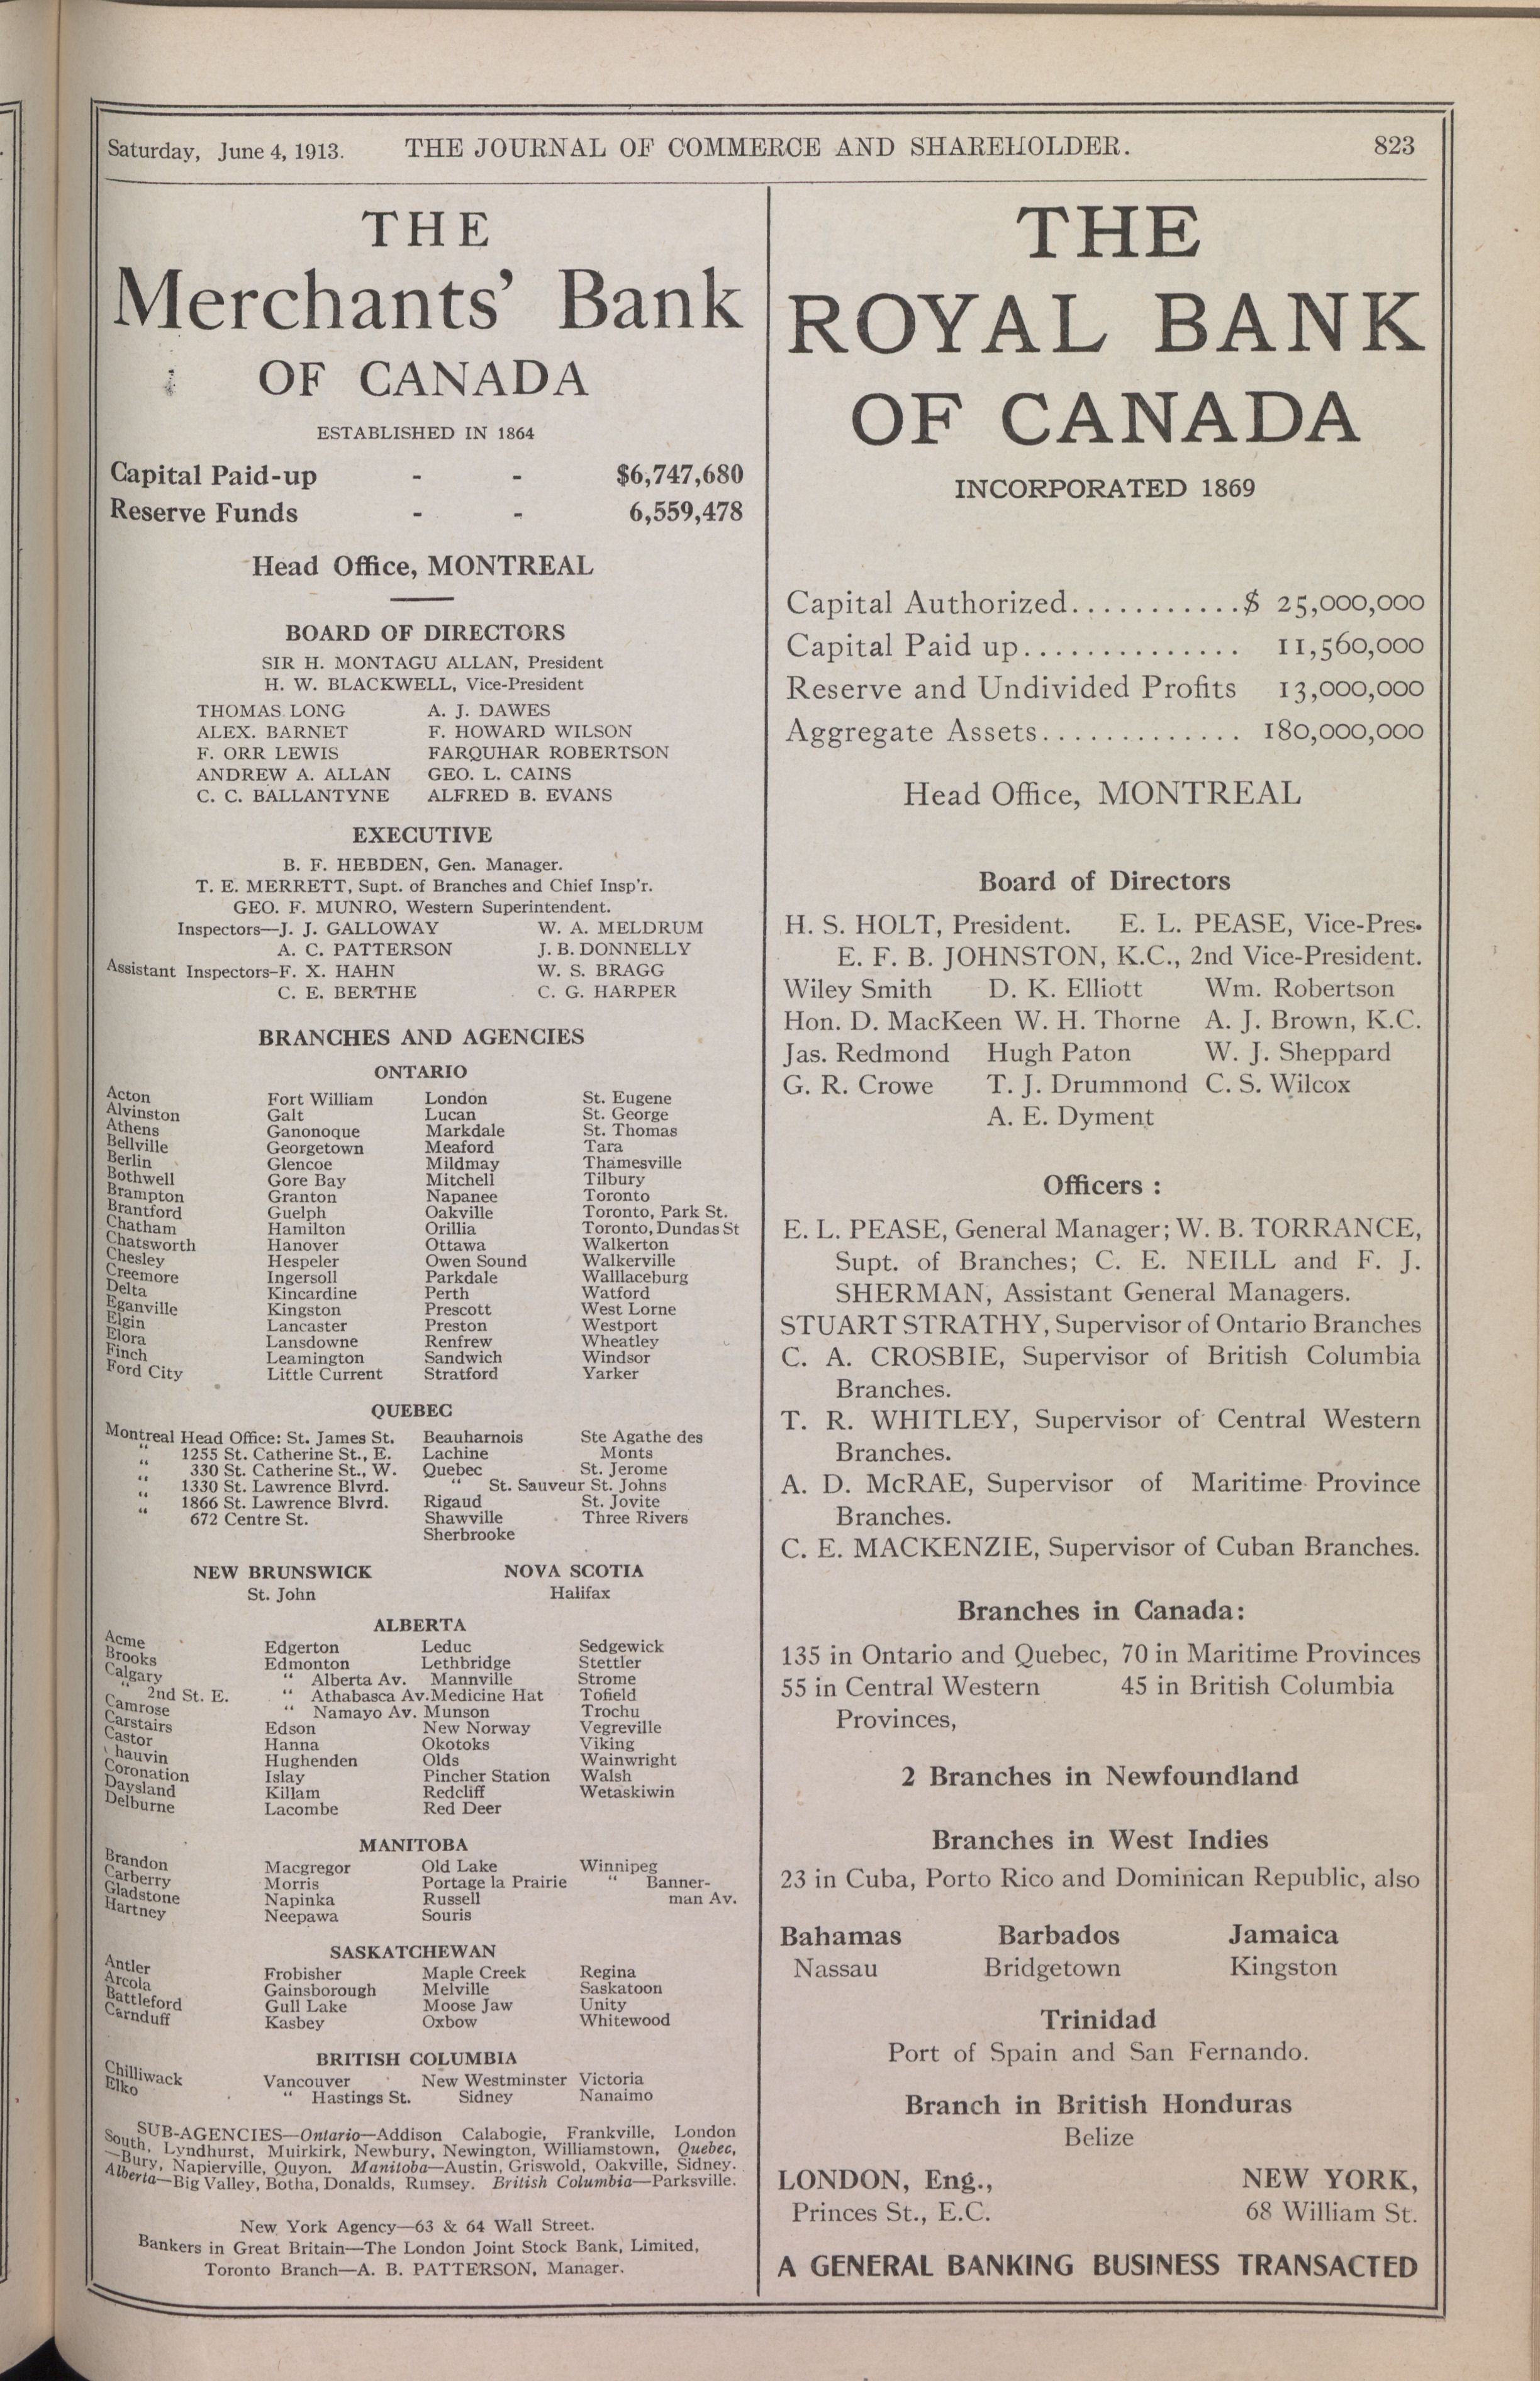 Saturday, June 4, 1913. THE JOURNAL OF COMMERCE AND SHAREHOLDER. 823
THE
Merchants' Bank
OF CANADA
ESTABLISHED IN 1864
Capital Paid-up - - $6,747,680
Reserve Funds - - 6,559,478
Head Office, MONTREAL
BOARD OF DIRECTORS
SIR H. MONTAGU ALLAN, President
H. W. BLACKWELL, Vice-President
THOMAS LONG A. J. DAWES
ALEX. BARNET F. HOWARD WILSON
F. ORR LEWIS FARQUHAR ROBERTSON
ANDREW A. ALLAN GEO. L. CAINS
C. C. BALLANTYNE ALFRED B. EVANS
EXECUTIVE
B. F. HEBDEN, Gen. Manager.
T. E. MERRETT, Supt. of Branches and Chief Insp'r.
GEO. F. MUNRO, Western Superintendent.
Inspectors—J. J. GALLOWAY W. A. MELDRUM
A. C. PATTERSON J. B. DONNELLY
Assistant Inspectors–F. X. HAHN W. S. BRAGG
C. E. BERTHE C. G. HARPER
BRANCHES AND AGENCIES
ONTARIO
Acton Fort William London St. Eugene
Alvinston Galt Lucan St. George
Athens Ganonoque Markdale St. Thomas
Bellville Georgetown Meaford Tara
Berlin Glencoe Mildmay Thamesville
Bothwell Gore Bay Mitchell Tilbury
Brampton Granton Napanee Toronto
Brantford Guelph Oakville Toronto, Park St.
Chatham Hamilton Orillia Toronto, Dundas St
Chatsworth Hanover Ottawa Walkerton
Chesley Hespeler Owen Sound Walkerville
Creemore Ingersoll Parkdale Walllaceburg
Delta Kincardine Perth Watford
Eganville Kingston Prescott West Lorne
Elgin Lancaster Preston Westport
Elora Lansdowne Renfrew Wheatley
Finch Leamington Sandwich Windsor
Ford City Little Current Stratford Yarker
QUEBEC
Montreal Head Office: St. James St. Beauharnois Ste Agathe des
" 1255 St. Catherine St., E. Lachine Monts
" 330 St. Catherine St., W. Quebec St. Jerome
" 1330 St. Lawrence Blvrd. " St. Sauveur St. Johns
" 1866 St. Lawrence Blvrd. Rigaud St. Jovite
" 672 Centre St. Shawville Three Rivers
Sherbrooke
NEW BRUNSWICK NOVA SCOTIA
St. John Halifax
ALBERTA
Acme Edgerton Leduc Sedgewick
Brooks Edmonton Lethbridge Stettler
Calgary " Alberta Av. Mannville Strome
" 2nd St. E. " Athabasca Av. Medicine Hat Tofield
Camrose " Namayo Av. Munson Trochu
Carstairs Edson New Norway Vegreville
Castor Hanna Okotoks Viking
hauvin Hughenden Olds Wainwright
Coronation Islay Pincher Station Walsh
Daysland Killam Redcliff Wetaskiwin
Delburne Lacombe Red Deer
MANITOBA
Brandon Macgregor Old Lake Winnipeg
Carberry Morris Portage la Prairie " Banner-
Gladstone Napinka Russell man Av.
Hartney Neepawa Souris
SASKATCHEWAN
Antler Frobisher Maple Creek Regina
Arcola Gainsborough Melville Saskatoon
Battleford Gull Lake Moose Jaw Unity
Carnduff Kasbey Oxbow Whitewood
BRITISH COLUMBIA
Chilliwack Vancouver New Westminster Victoria
Elko " Hastings St. Sidney Nanaimo
SUB-AGENCIES—Ontario—Addison Calabogie, Frankville, London
South, Lyndhurst, Muirkirk, Newbury, Newington, Williamstown, Quebec,
—Bury, Napierville, Quyon. Manitoba—Austin, Griswold, Oakville, Sidney.
Alberta—Big Valley, Botha, Donalds, Rumsey. British Columbia—Parksville.
New York Agency—63 & 64 Wall Street.
Bankers in Great Britain—The London Joint Stock Bank, Limited,
Toronto Branch—A. B. PATTERSON, Manager.
THE
ROYAL BANK
OF CANADA
INCORPORATED 1869
Capital Authorized...........$ 25,000,000
Capital Paid up.............. 11,560,000
Reserve and Undivided Profits 13,000,000
Aggregate Assets............. 180,000,000
Head Office, MONTREAL
Board of Directors
H. S. HOLT, President. E. L. PEASE, Vice-Pres.
E. F. B. JOHNSTON, K.C., 2nd Vice-President.
Wiley Smith D. K. Elliott Wm. Robertson
Hon. D. MacKeen W. H. Thorne A. J. Brown, K.C.
Jas. Redmond Hugh Paton W. J. Sheppard
G. R. Crowe T. J. Drummond C. S. Wilcox
A. E. Dyment
Officers :
E. L. PEASE, General Manager; W. B. TORRANCE,
Supt. of Branches; C. E. NEILL and F. J.
SHERMAN, Assistant General Managers.
STUART STRATHY, Supervisor of Ontario Branches
C. A. CROSBIE, Supervisor of British Columbia
Branches.
T. R. WHITLEY, Supervisor of Central Western
Branches.
A. D. McRAE, Supervisor of Maritime Province
Branches.
C. E. MACKENZIE, Supervisor of Cuban Branches.
Branches in Canada:
135 in Ontario and Quebec, 70 in Maritime Provinces
55 in Central Western 45 in British Columbia
Provinces,
2 Branches in Newfoundland
Branches in West Indies
23 in Cuba, Porto Rico and Dominican Republic, also
Bahamas Barbados Jamaica
Nassau Bridgetown Kingston
Trinidad
Port of Spain and San Fernando.
Branch in British Honduras
Belize
LONDON, Eng., NEW YORK,
Princes St., E.C. 68 William St.
A GENERAL BANKING BUSINESS TRANSACTED